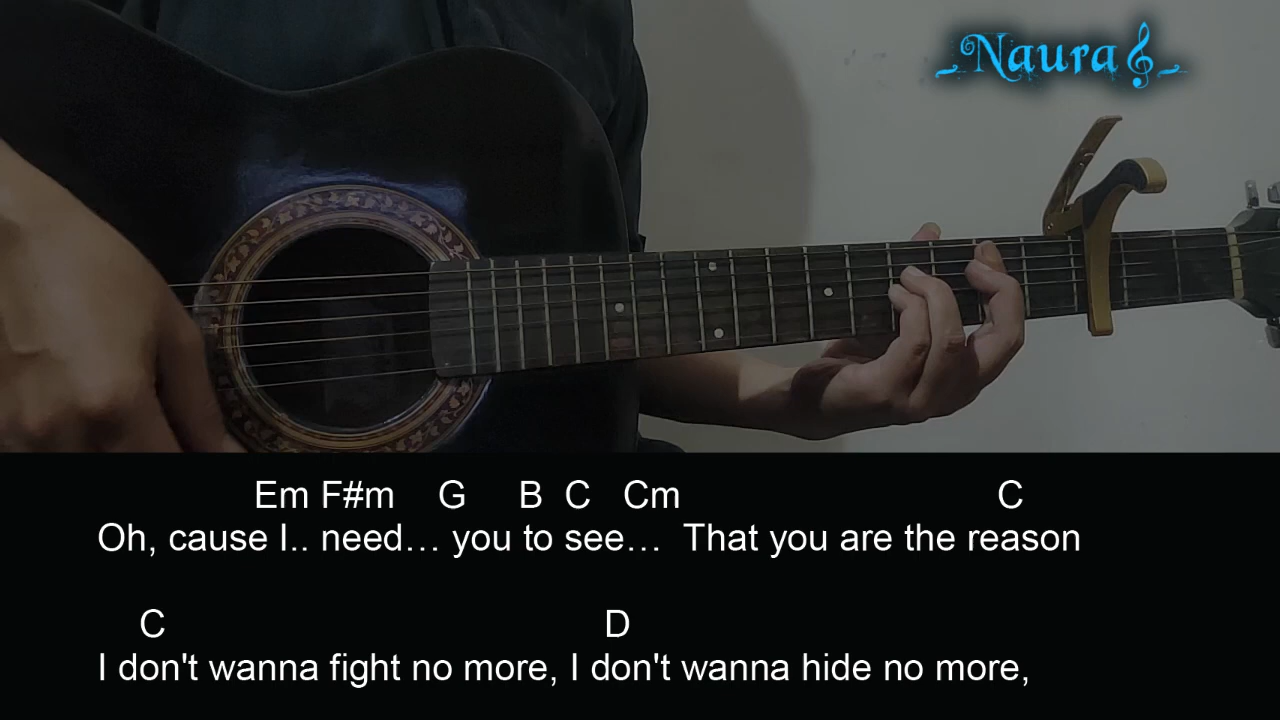 Naura
Em F#m G B C Cm C
Oh, cause I.. need... you to see... That you are the reason
C D
I don't wanna fight no more, I don't wanna hide no more,